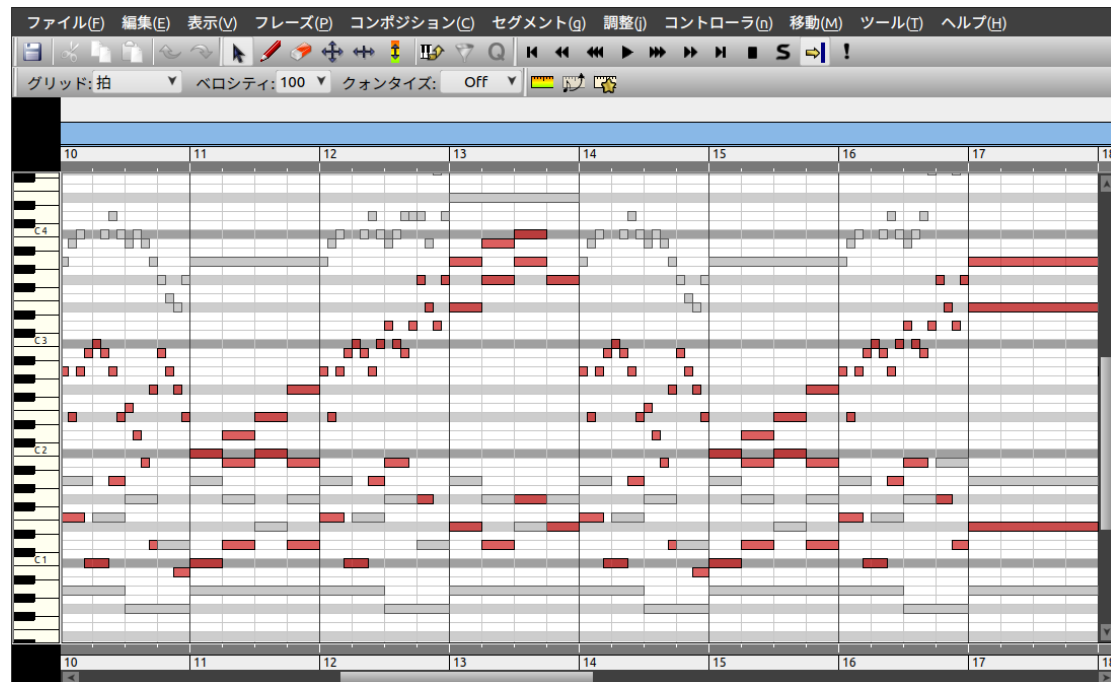 ファイル(F) 編集(E) 表示(V) フレーズ(P) コンポジション(C) セグメント(g) 調整(j) コントローラ(n) 移動(M) ツール(T) ヘルプ(H)
Q S !
グリッド: 拍 ベロシティ: 100 クォンタイズ: Off
10 11 12 13 14 15 16 17 18
C4
C3
C2
C1
10 11 12 13 14 15 16 17